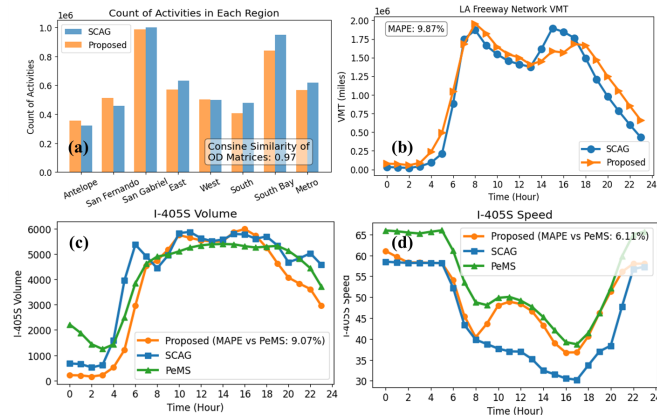 Count of Activities in Each Region
1e6
SCAG
Proposed
Count of Activities
1.0
0.8
0.6
0.4
0.2
0.0
(a)
Consine Similarity of
OD Matrices: 0.97
Antelope
San Fernando
San Gabriel
East
West
South
South Bay
Metro
LA Freeway Network VMT
1e6
MAPE: 9.87%
VMT (miles)
2.00
1.75
1.50
1.25
1.00
0.75
0.50
0.25
0.00
(b)
SCAG
Proposed
0 2 4 6 8 10 12 14 16 18 20 22 24
Time (Hour)
I-405S Volume
(c)
I-405S Volume
6000
5000
4000
3000
2000
1000
0
Proposed (MAPE vs PeMS: 9.07%)
SCAG
PeMS
0 2 4 6 8 10 12 14 16 18 20 22 24
Time (Hour)
I-405S Speed
(d)
I-405S Speed
65
60
55
50
45
40
35
30
Proposed (MAPE vs PeMS: 6.11%)
SCAG
PeMS
0 2 4 6 8 10 12 14 16 18 20 22 24
Time (Hour)